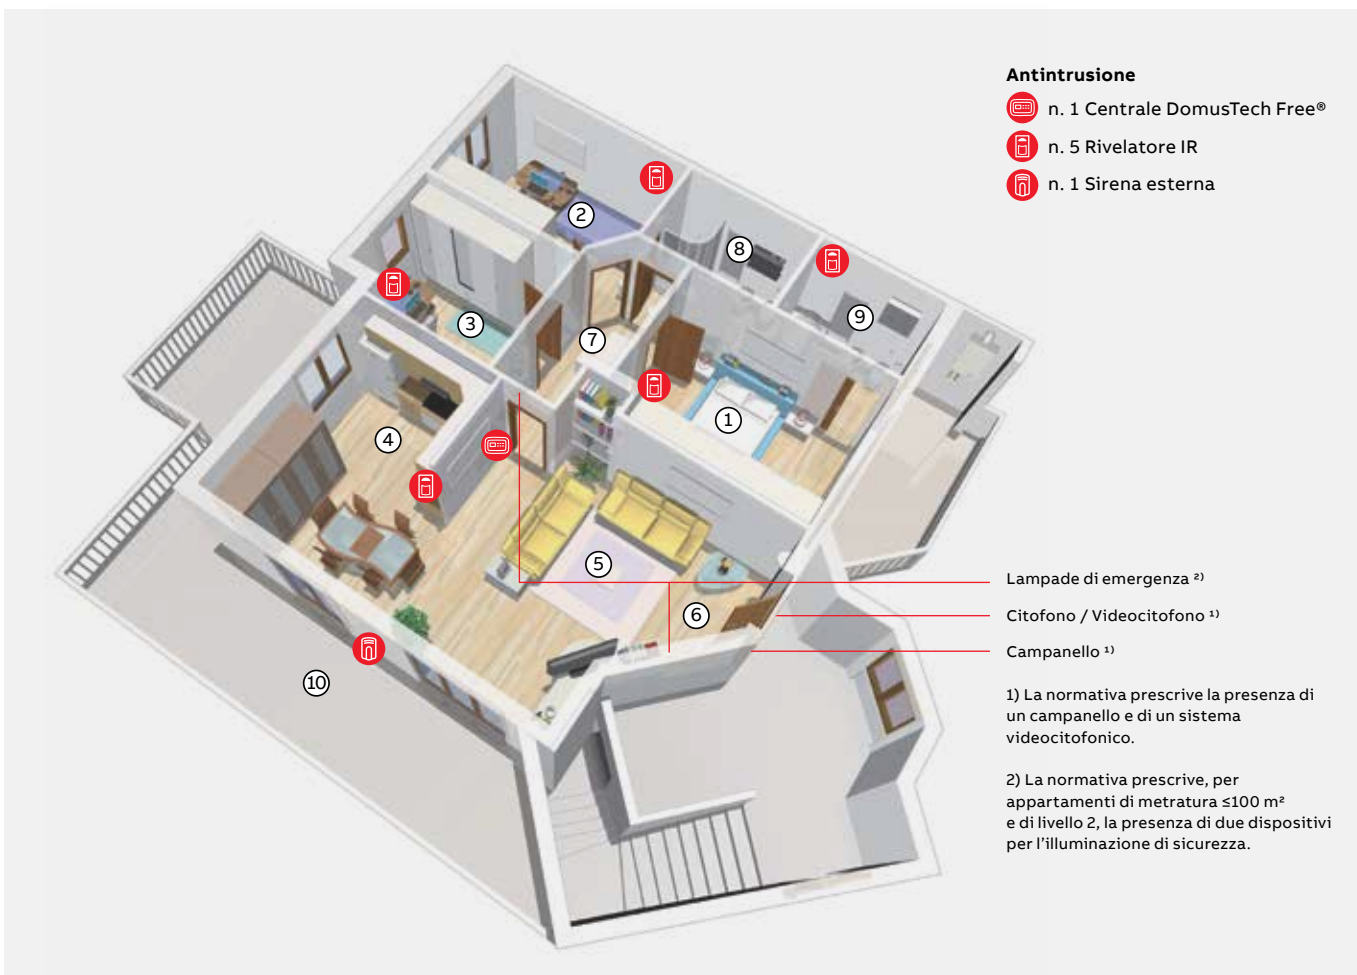 Antintrusione
n. 1 Centrale DomusTech Free®
n. 5 Rivelatore IR
n. 1 Sirena esterna
2
8
9
3
7
1
4
5
6
10
Lampade di emergenza ²⁾
Citofono / Videocitofono ¹⁾
Campanello ¹⁾
1) La normativa prescrive la presenza di
un campanello e di un sistema
videocitofonico.
2) La normativa prescrive, per
appartamenti di metratura ≤100 m²
e di livello 2, la presenza di due dispositivi
per l’illuminazione di sicurezza.